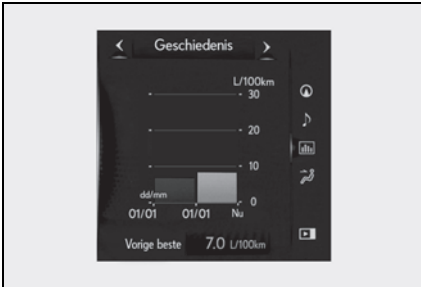 Geschiedenis
L/100km
30
20
10
0
dd/mm
01/01 01/01 Nu
Vorige beste 7.0 L/100km